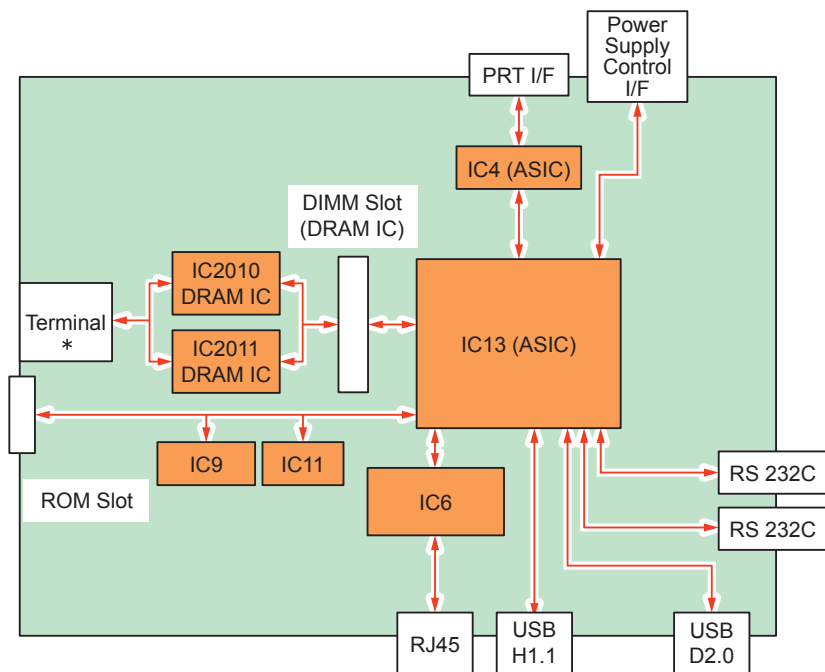 Power
Supply
Control
I/F
PRT I/F
IC4 (ASIC)
DIMM Slot
(DRAM IC)
IC2010
DRAM IC
Terminal
*
IC2011
DRAM IC
IC13 (ASIC)
IC9
IC11
ROM Slot
IC6
RS 232C
RS 232C
RJ45
USB
H1.1
USB
D2.0